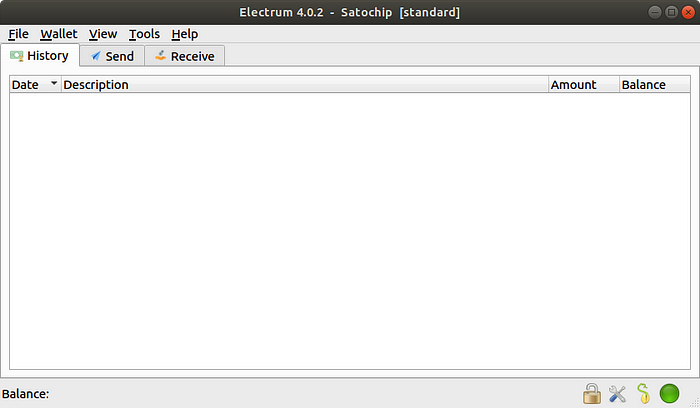 Electrum 4.0.2 - Satochip [standard]
File Wallet View Tools Help
History Send Receive
Date Description Amount Balance
Balance: